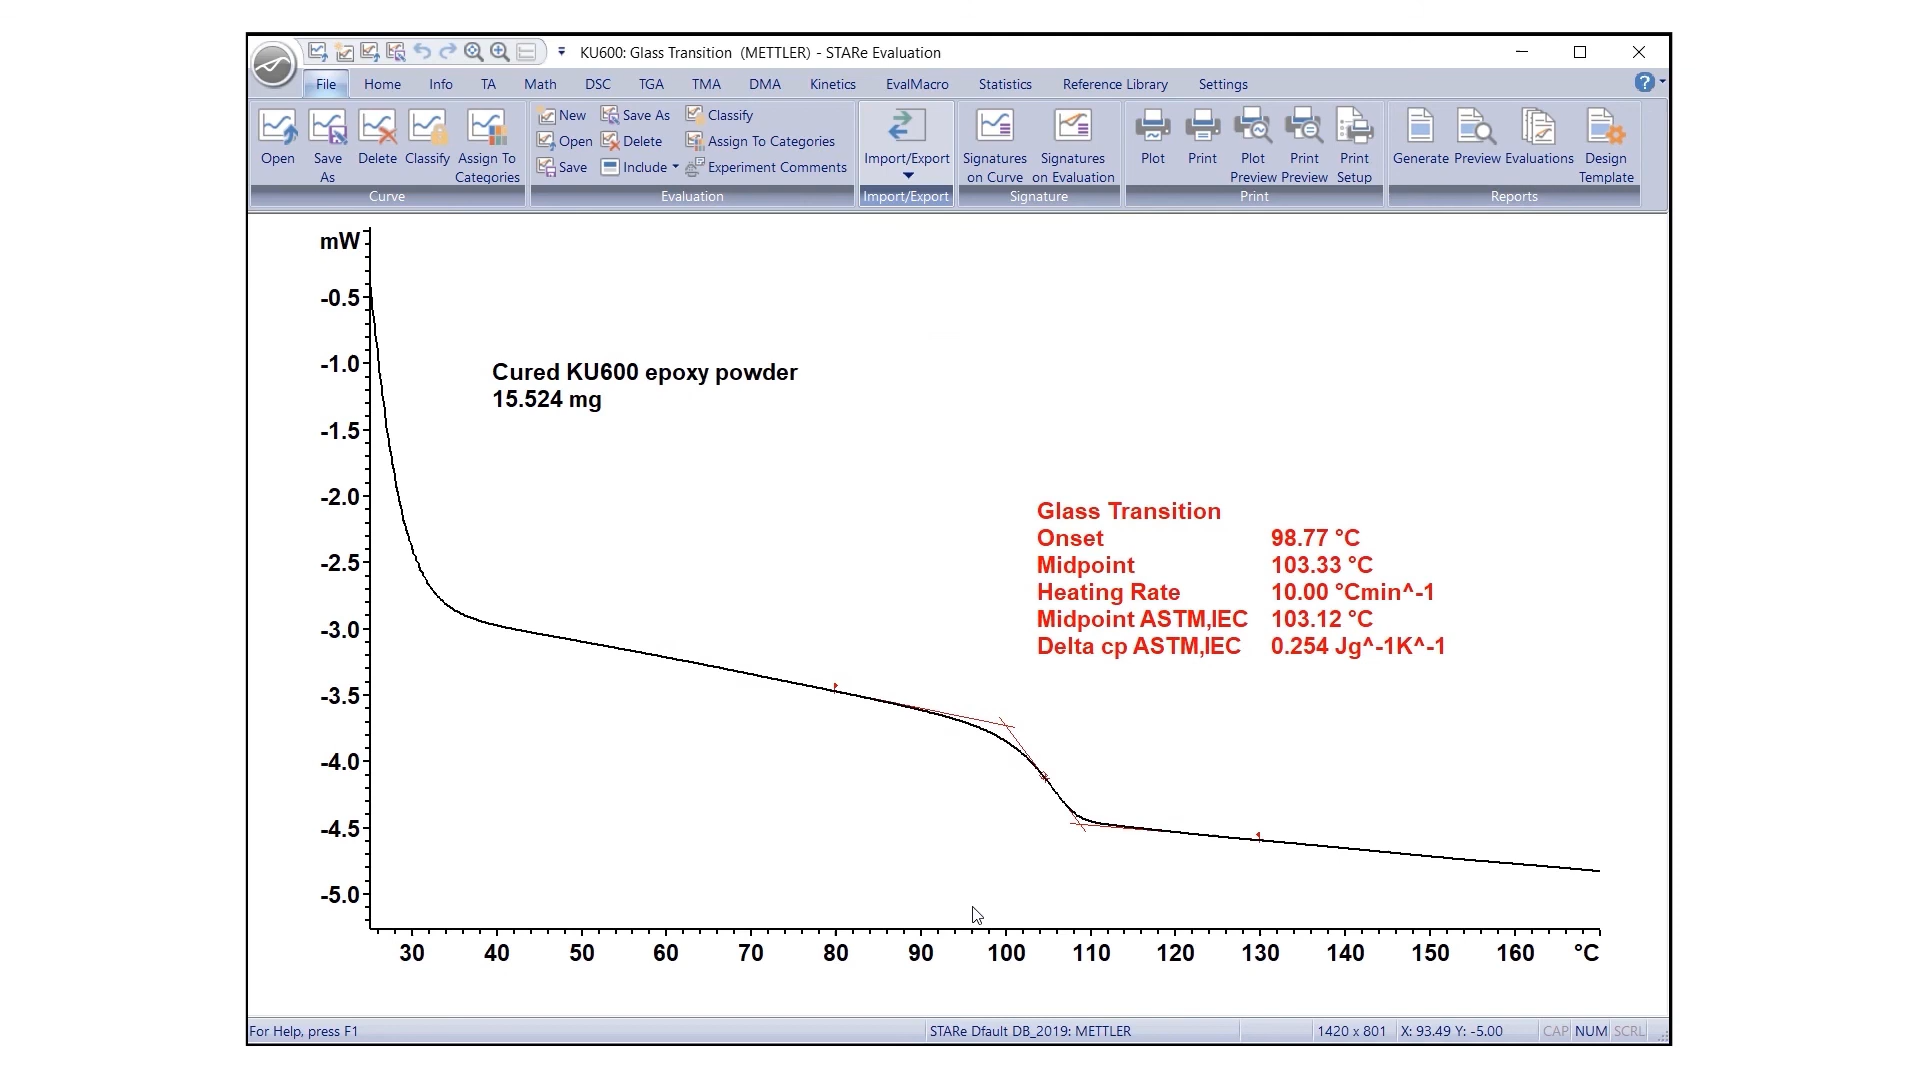 KU600: Glass Transition (METTLER) - STARe Evaluation
File Home Info TA Math DSC TGA TMA DMA Kinetics EvalMacro Statistics Reference Library Settings
Open Save As Delete Classify Assign To Categories
Curve
New Save As Classify
Open Delete Assign To Categories
Save Include Experiment Comments
Evaluation
Import/Export
Import/Export
Signatures on Curve Signatures on Evaluation
Signature
Plot Print Plot Preview Print Preview Print Setup
Print
Generate Preview Evaluations Design Template
Reports
mW
-0.5
-1.0
-1.5
-2.0
-2.5
-3.0
-3.5
-4.0
-4.5
-5.0
Cured KU600 epoxy powder
15.524 mg
Glass Transition
Onset 98.77 °C
Midpoint 103.33 °C
Heating Rate 10.00 °Cmin^-1
Midpoint ASTM,IEC 103.12 °C
Delta cp ASTM,IEC 0.254 Jg^-1K^-1
30 40 50 60 70 80 90 100 110 120 130 140 150 160 °C
For Help, press F1 STARe Dfault DB_2019: METTLER 1420 x 801 X: 93.49 Y: -5.00 CAP NUM SCRL